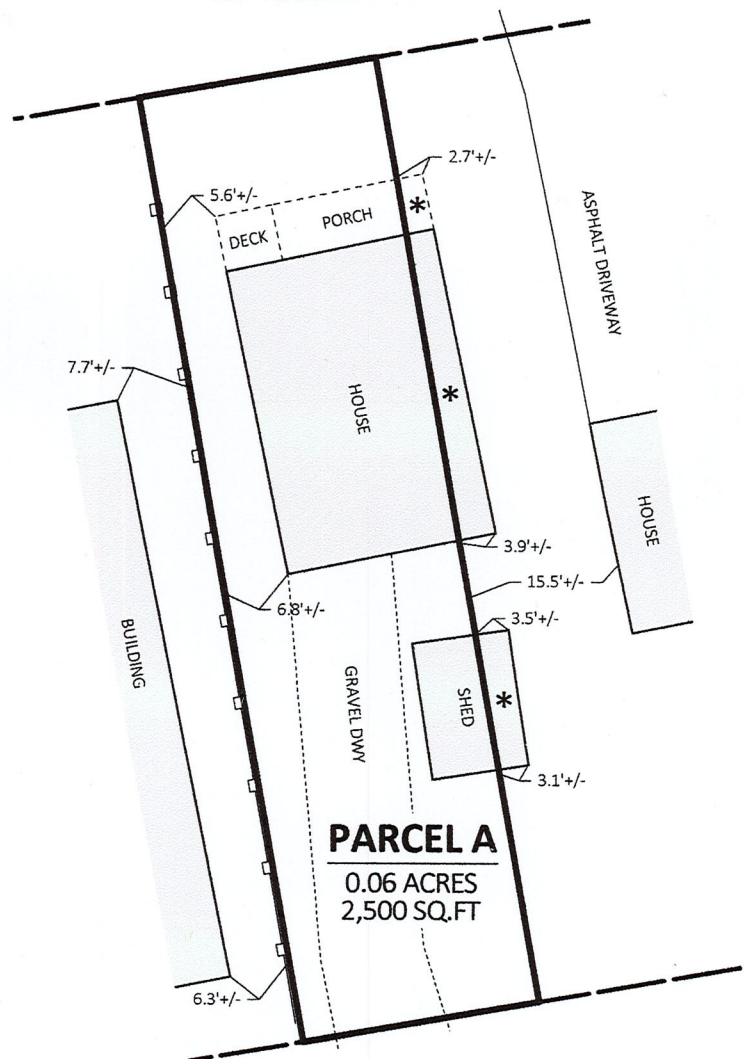 2.7'+/-
5.6'+/-
*
PORCH
DECK
ASPHALT DRIVEWAY
7.7'+/-
HOUSE
*
HOUSE
3.9'+/-
15.5'+/-
6.8'+/-
3.5'+/-
BUILDING
GRAVEL DWY
SHED
*
3.1'+/-
PARCEL A
0.06 ACRES
2,500 SQ.FT
6.3'+/-